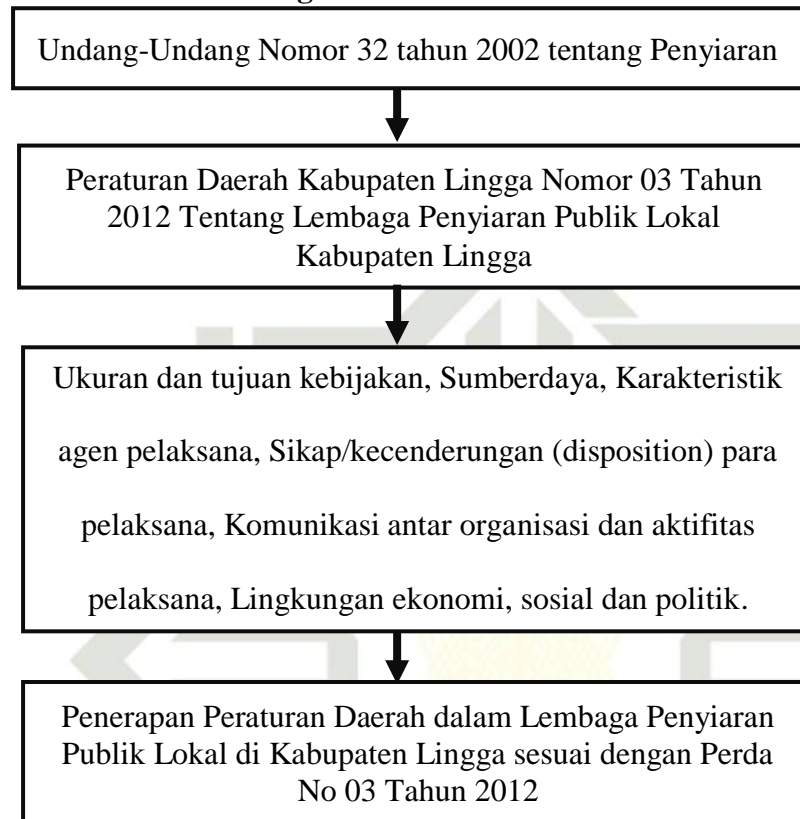 Undang-Undang Nomor 32 tahun 2002 tentang Penyiaran
Peraturan Daerah Kabupaten Lingga Nomor 03 Tahun
2012 Tentang Lembaga Penyiaran Publik Lokal
Kabupaten Lingga
Ukuran dan tujuan kebijakan, Sumberdaya, Karakteristik
agen pelaksana, Sikap/kecenderungan (disposition) para
pelaksana, Komunikasi antar organisasi dan aktifitas
pelaksana, Lingkungan ekonomi, sosial dan politik.
Penerapan Peraturan Daerah dalam Lembaga Penyiaran
Publik Lokal di Kabupaten Lingga sesuai dengan Perda
No 03 Tahun 2012